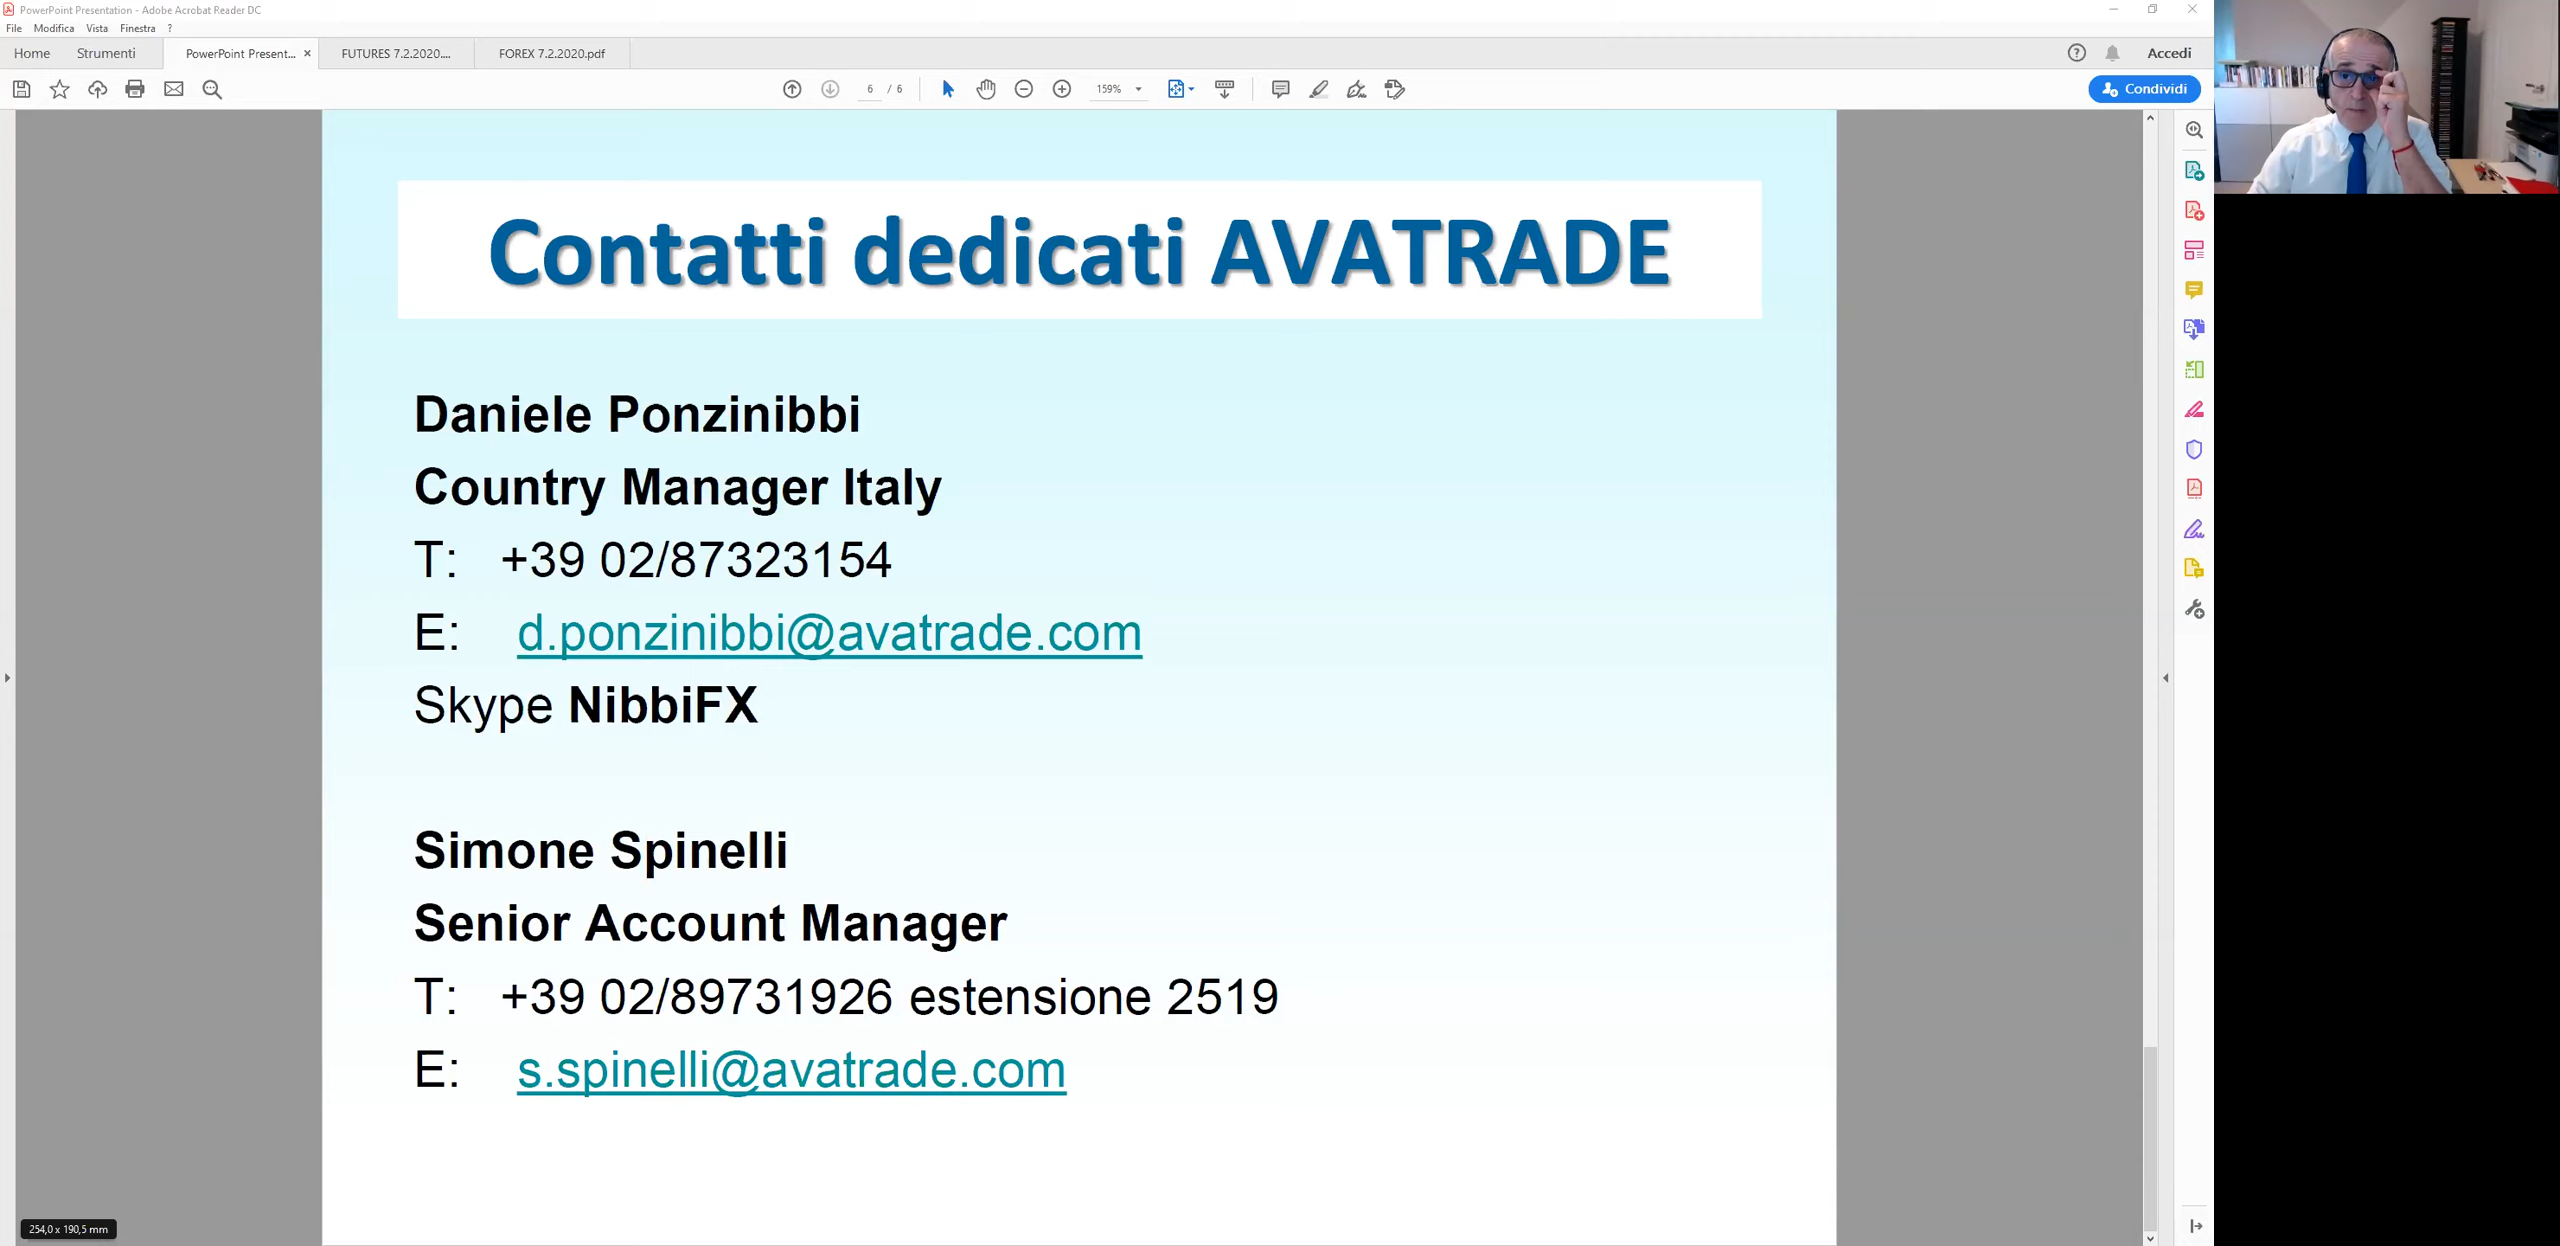 PowerPoint Presentation - Adobe Acrobat Reader DC
File Modifica Vista Finestra ?
Home Strumenti PowerPoint Present... × FUTURES 7.2.2020.... FOREX 7.2.2020.pdf Accedi
6 / 6 159% Condividi
Contatti dedicati AVATRADE
Daniele Ponzinibbi
Country Manager Italy
T: +39 02/87323154
E: d.ponzinibbi@avatrade.com
Skype NibbiFX
Simone Spinelli
Senior Account Manager
T: +39 02/89731926 estensione 2519
E: s.spinelli@avatrade.com
254,0 x 190,5 mm